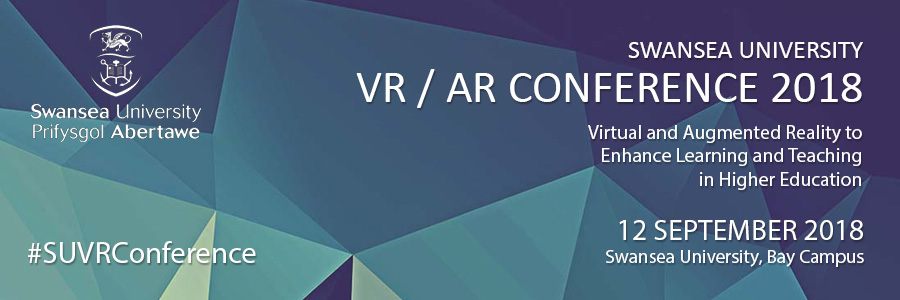 Swansea University
Prifysgol Abertawe
#SUVRConference
SWANSEA UNIVERSITY
VR / AR CONFERENCE 2018
Virtual and Augmented Reality to
Enhance Learning and Teaching
in Higher Education
12 SEPTEMBER 2018
Swansea University, Bay Campus